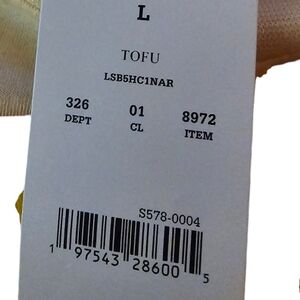 L
TOFU
LSB5HC1NAR
326 01 8972
DEPT CL ITEM
S578-0004
1 97543 28600 5